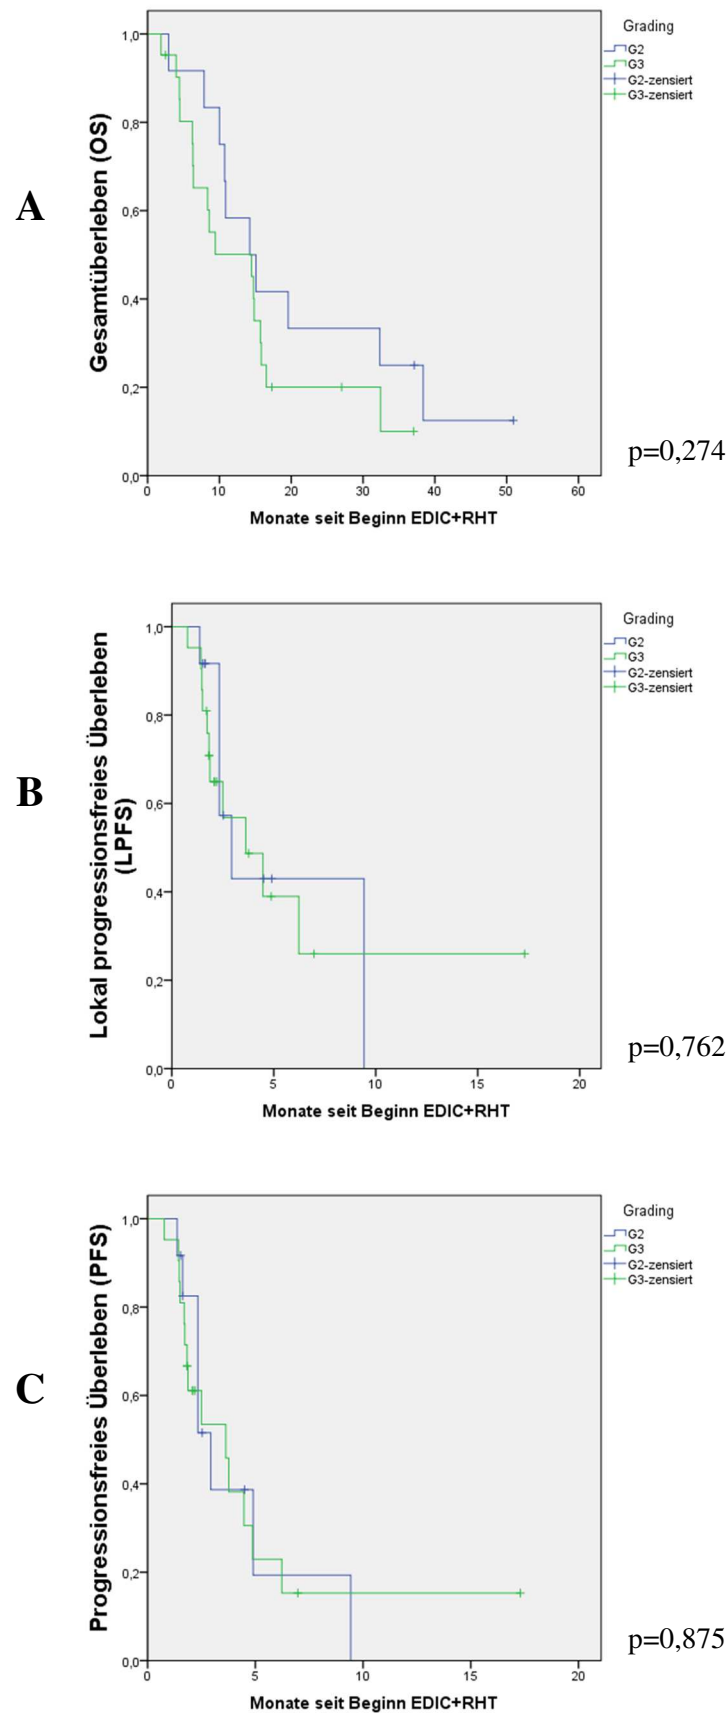 A
Gesamtüberleben (OS)
1,0
0,8
0,6
0,4
0,2
0,0
0 10 20 30 40 50 60
Monate seit Beginn EDIC+RHT
Grading
G2
G3
G2-zensiert
G3-zensiert
p=0,274
B
Lokal progressionsfreies Überleben
(LPFS)
1,0
0,8
0,6
0,4
0,2
0,0
0 5 10 15 20
Monate seit Beginn EDIC+RHT
Grading
G2
G3
G2-zensiert
G3-zensiert
p=0,762
C
Progressionsfreies Überleben (PFS)
1,0
0,8
0,6
0,4
0,2
0,0
0 5 10 15 20
Monate seit Beginn EDIC+RHT
Grading
G2
G3
G2-zensiert
G3-zensiert
p=0,875